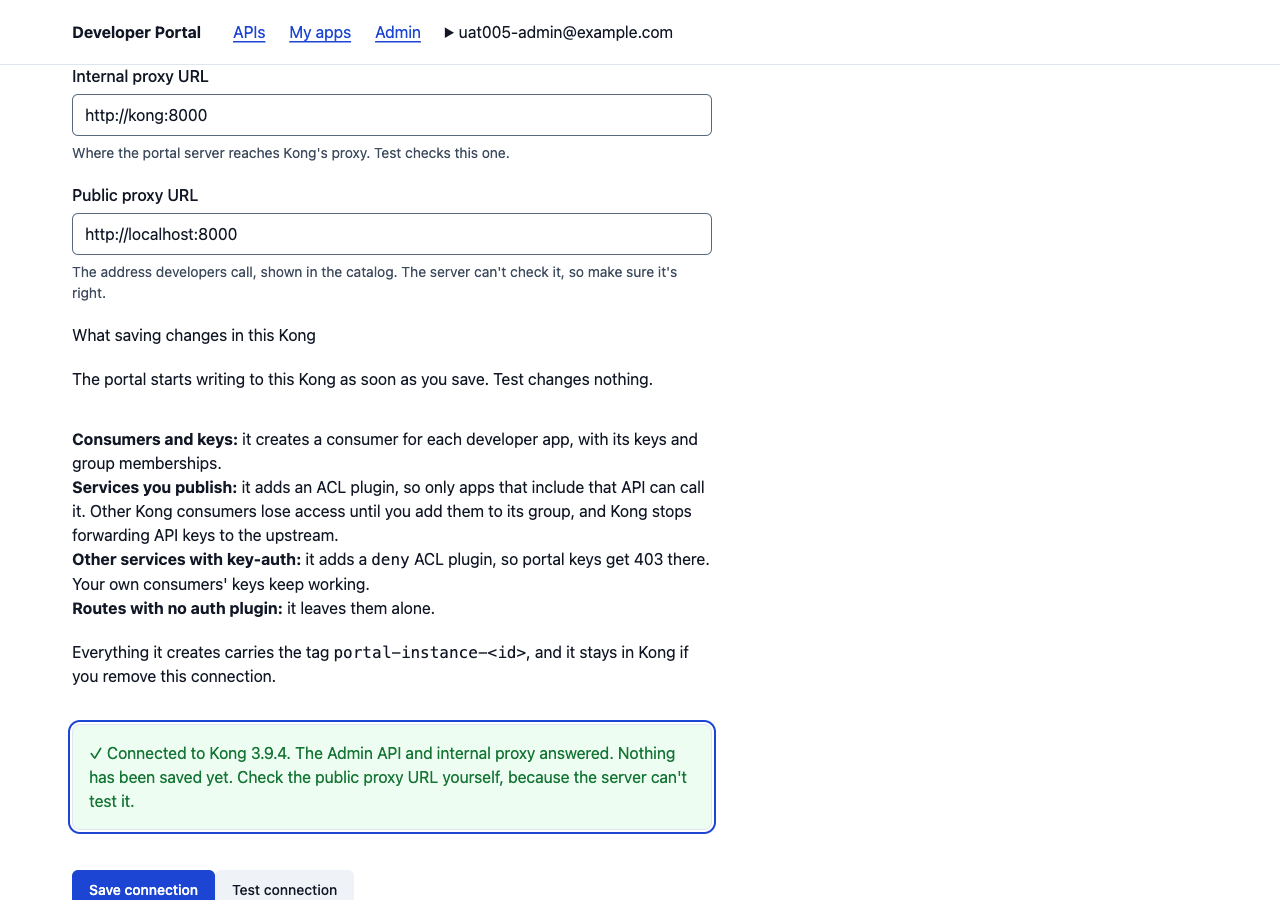 Developer Portal APIs My apps Admin ▶ uat005-admin@example.com
Internal proxy URL
http://kong:8000
Where the portal server reaches Kong's proxy. Test checks this one.
Public proxy URL
http://localhost:8000
The address developers call, shown in the catalog. The server can't check it, so make sure it's
right.
What saving changes in this Kong
The portal starts writing to this Kong as soon as you save. Test changes nothing.
Consumers and keys: it creates a consumer for each developer app, with its keys and
group memberships.
Services you publish: it adds an ACL plugin, so only apps that include that API can call
it. Other Kong consumers lose access until you add them to its group, and Kong stops
forwarding API keys to the upstream.
Other services with key-auth: it adds a deny ACL plugin, so portal keys get 403 there.
Your own consumers' keys keep working.
Routes with no auth plugin: it leaves them alone.
Everything it creates carries the tag portal-instance-<id>, and it stays in Kong if
you remove this connection.
✓ Connected to Kong 3.9.4. The Admin API and internal proxy answered. Nothing
has been saved yet. Check the public proxy URL yourself, because the server can't
test it.
Save connection Test connection